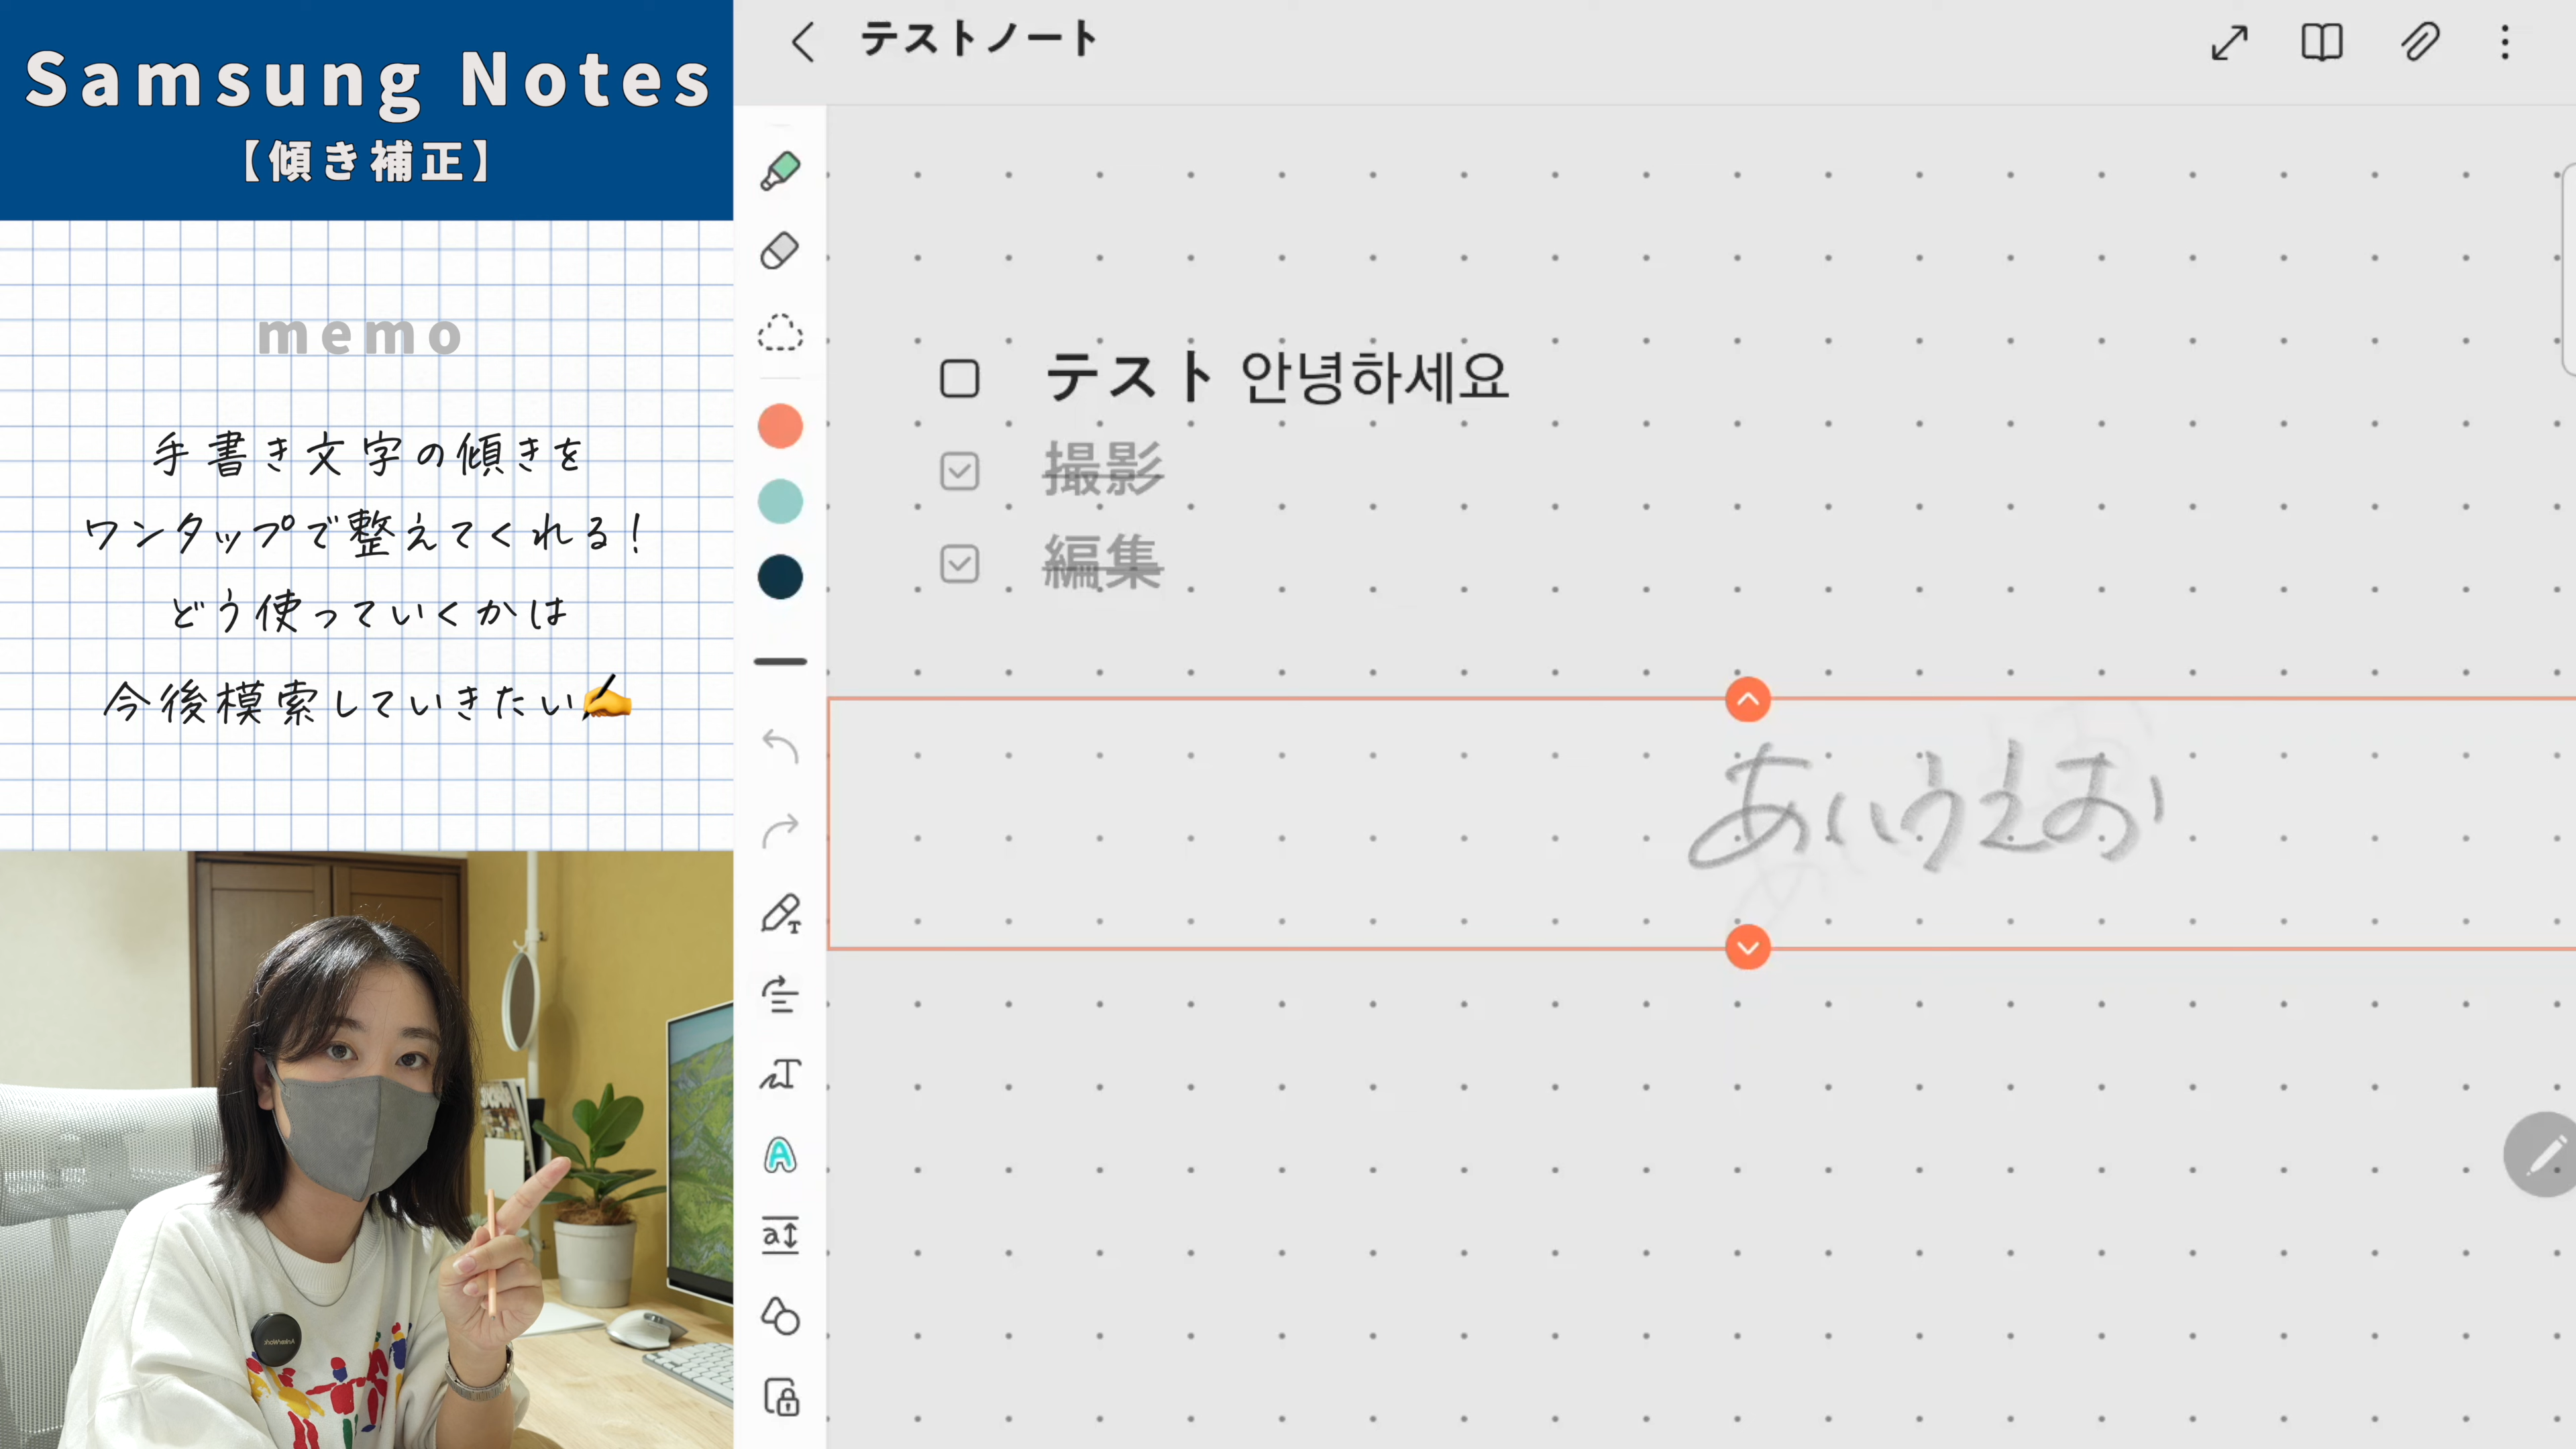 Samsung Notes
【傾き補正】
memo
手書き文字の傾きを
ワンタップで整えてくれる!
どう使っていくかは
今後模索していきたい✍
テストノート
テスト 안녕하세요
撮影
編集
あいうえお